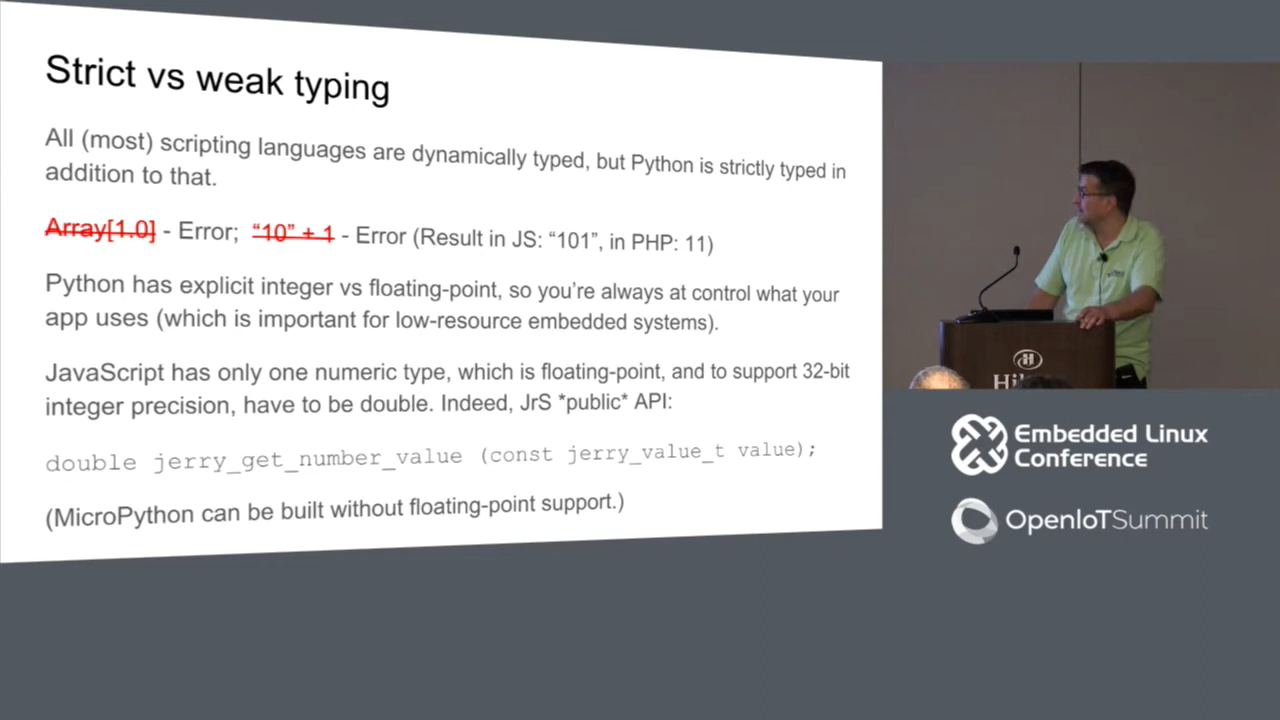 Strict vs weak typing
All (most) scripting languages are dynamically typed, but Python is strictly typed in
addition to that.
Array[1.0] - Error; “10” + 1 - Error (Result in JS: “101”, in PHP: 11)
Python has explicit integer vs floating-point, so you’re always at control what your
app uses (which is important for low-resource embedded systems).
JavaScript has only one numeric type, which is floating-point, and to support 32-bit
integer precision, have to be double. Indeed, JrS *public* API:
double jerry_get_number_value (const jerry_value_t value);
(MicroPython can be built without floating-point support.)
H
Embedded Linux
Conference
OpenIoTSummit